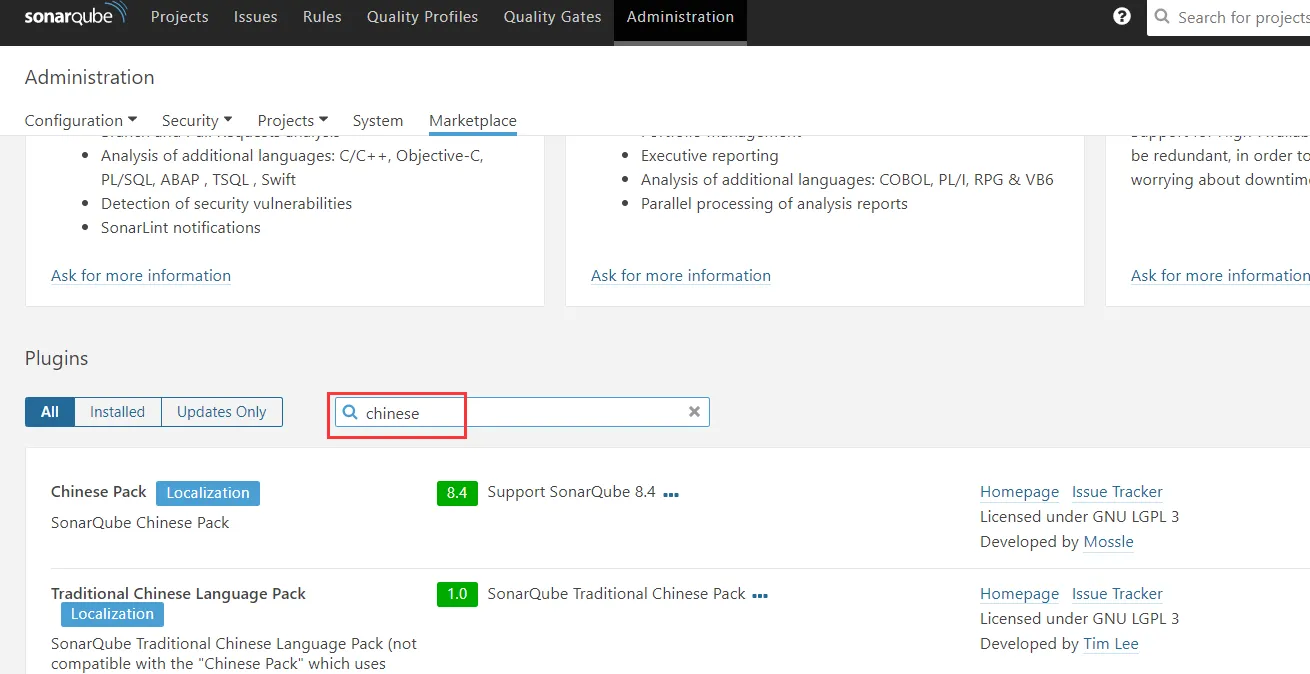 sonarqube Projects Issues Rules Quality Profiles Quality Gates Administration ? Search for projects
Administration
Configuration Security Projects System Marketplace
• Analysis of additional languages: C/C++, Objective-C,
PL/SQL, ABAP , TSQL , Swift
• Detection of security vulnerabilities
• SonarLint notifications
Ask for more information
• Executive reporting
• Analysis of additional languages: COBOL, PL/I, RPG & VB6
• Parallel processing of analysis reports
Ask for more information
be redundant, in order to
worrying about downtime
Ask for more information
Plugins
All Installed Updates Only chinese
Chinese Pack Localization 8.4 Support SonarQube 8.4 ••• Homepage Issue Tracker
SonarQube Chinese Pack Licensed under GNU LGPL 3
Developed by Mossle
Traditional Chinese Language Pack 1.0 SonarQube Traditional Chinese Pack ••• Homepage Issue Tracker
Localization Licensed under GNU LGPL 3
SonarQube Traditional Chinese Language Pack (not Developed by Tim Lee
compatible with the "Chinese Pack" which uses